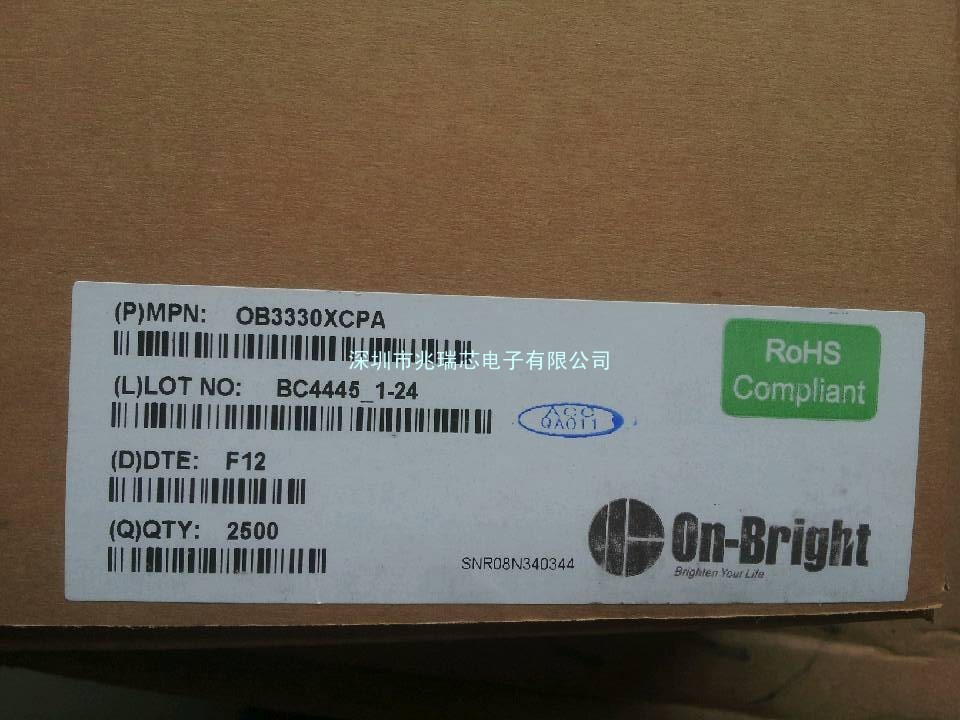 (P)MPN: OB3330XCPA
深圳市兆瑞芯电子有限公司
(L)LOT NO: BC4445_1-24
ACC
QA011
RoHS
Compliant
(D)DTE: F12
(Q)QTY: 2500
SNR08N340344
On-Bright
Brighten Your Life